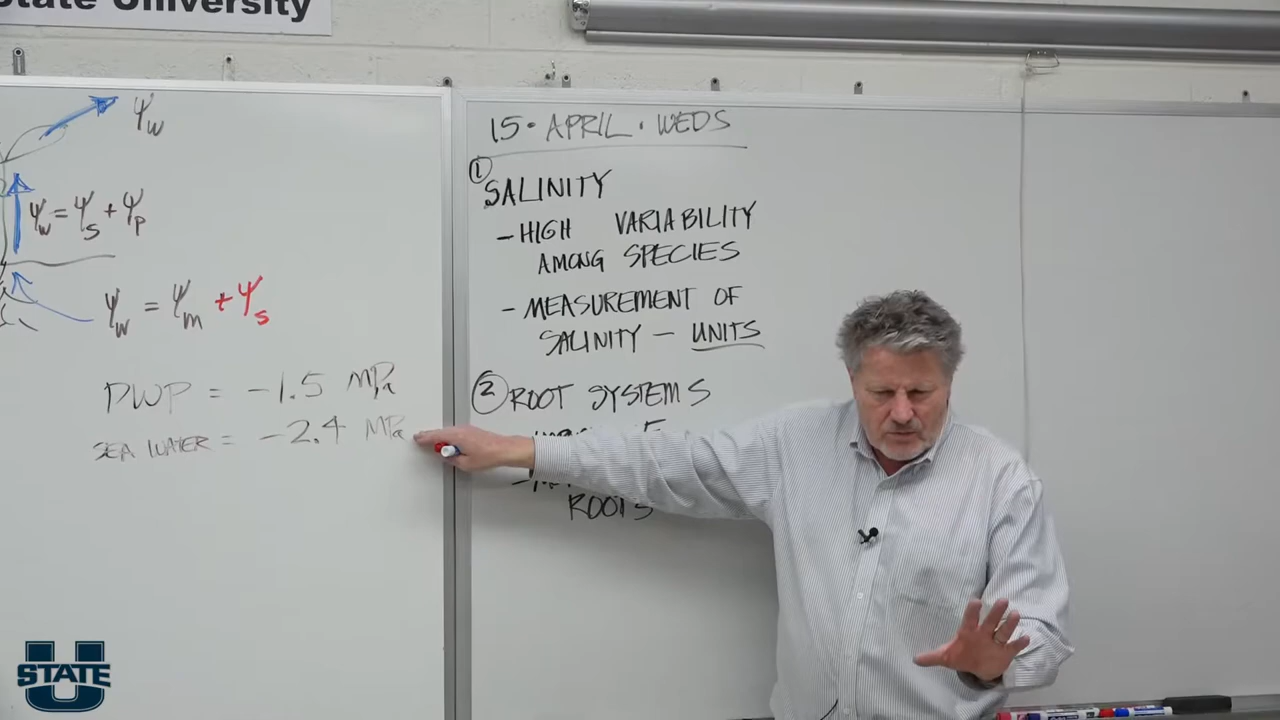 State University
Ψw
Ψw = Ψs + Ψp
Ψw = Ψm + Ψs
PWP = -1.5 MPa
SEA WATER = -2.4 MPa
15 · APRIL · WEDS
① SALINITY
- HIGH VARIABILITY
AMONG SPECIES
- MEASUREMENT OF
SALINITY - UNITS
② ROOT SYSTEMS
ROOTS
U STATE